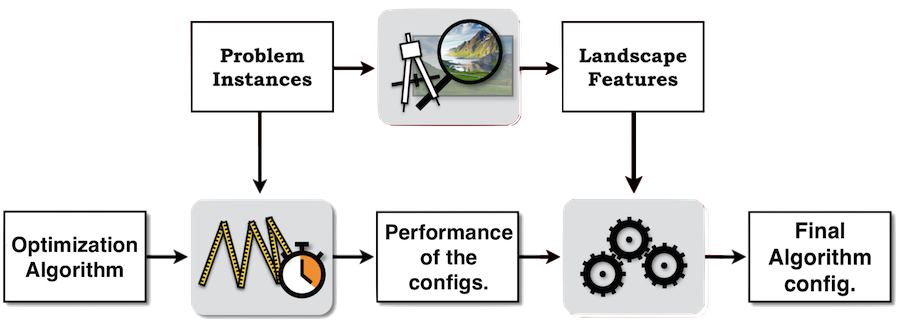 Problem
Instances
Landscape
Features
Optimization
Algorithm
Performance
of the
configs.
Final
Algorithm
config.